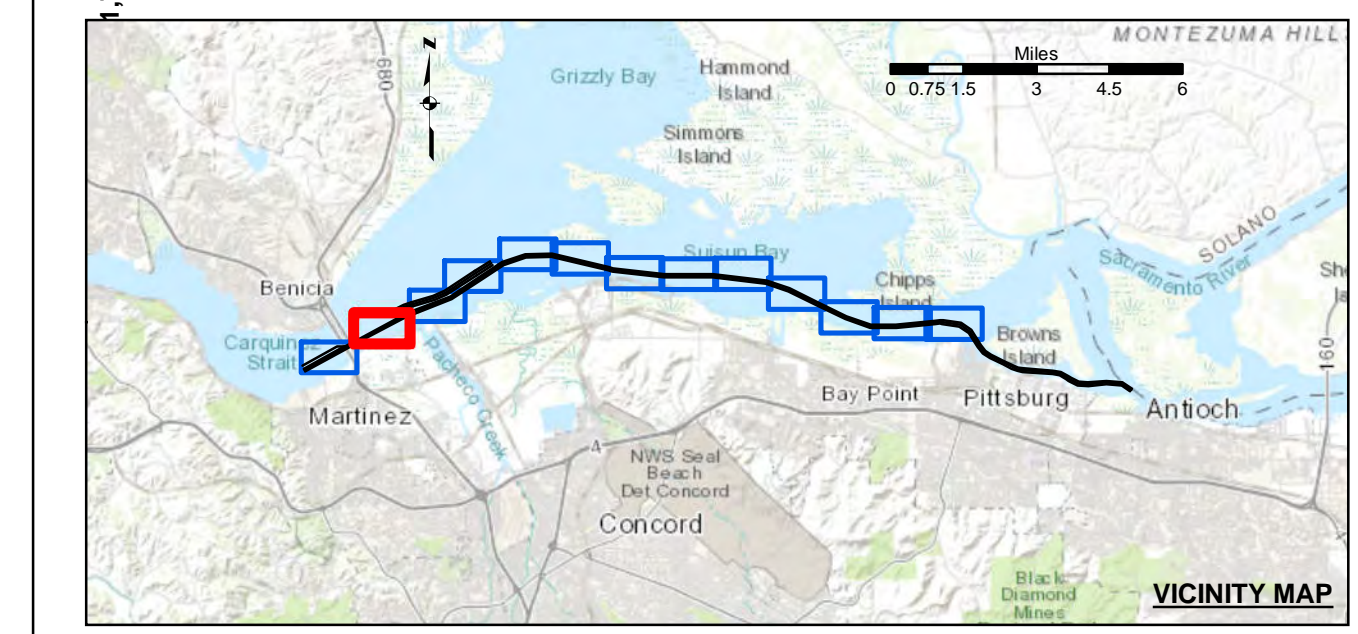 MONTEZUMA HILL
Miles
0 0.75 1.5 3 4.5 6
N
680
Grizzly Bay
Hammond
Island
Simmons
Island
SOLANO
Sacramento River
Suisun Bay
Benicia
Chipps
Island
Carquinez
Strait
Browns
Island
160
Pacheco Creek
Bay Point
Pittsburg
Antioch
Martinez
4
NWS Seal
Beach
Det Concord
Concord
Black
Diamond
Mines
VICINITY MAP